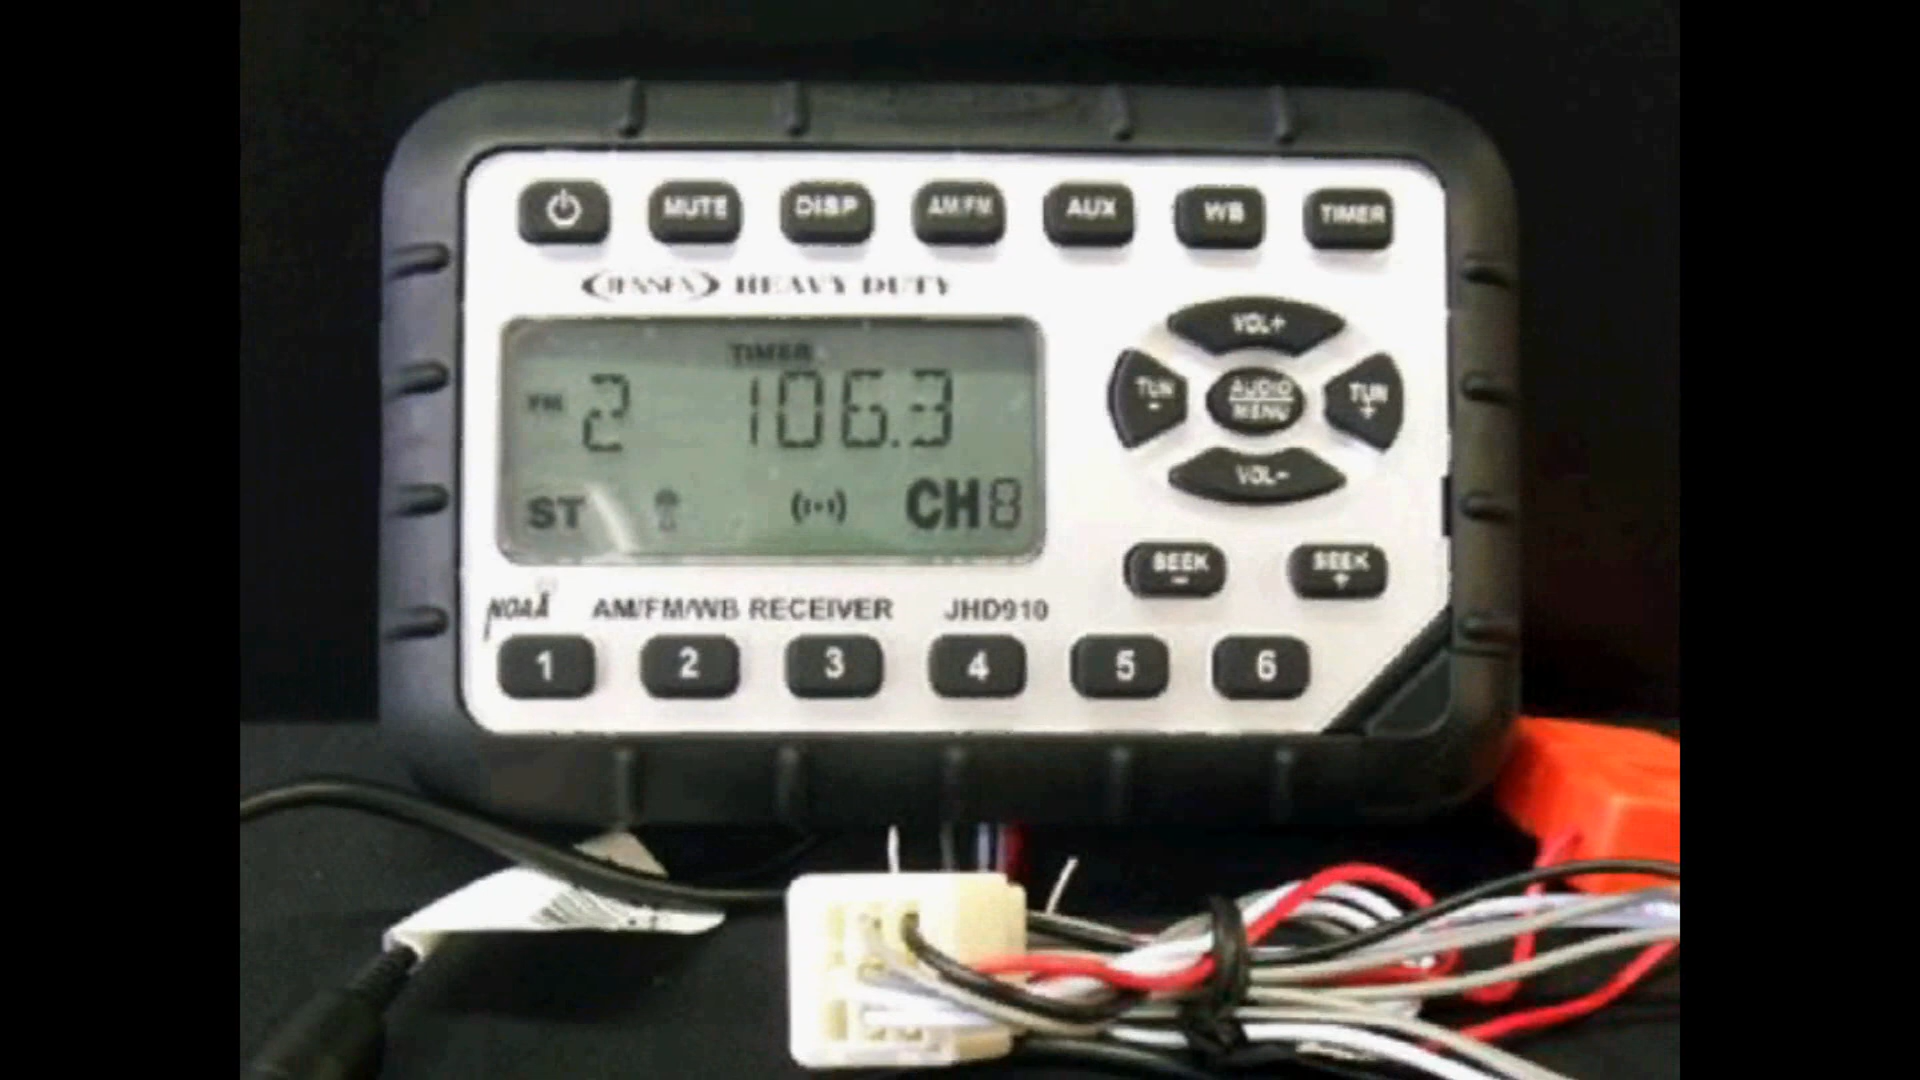 MUTE DISP AM/FM AUX WB TIMER
JENSEN HEAVY DUTY
VOL+
TIMER
FM 2 106.3
TUN - AUDIO MENU TUN +
VOL-
ST CH8
SEEK - SEEK +
NOAA AM/FM/WB RECEIVER JHD910
1 2 3 4 5 6